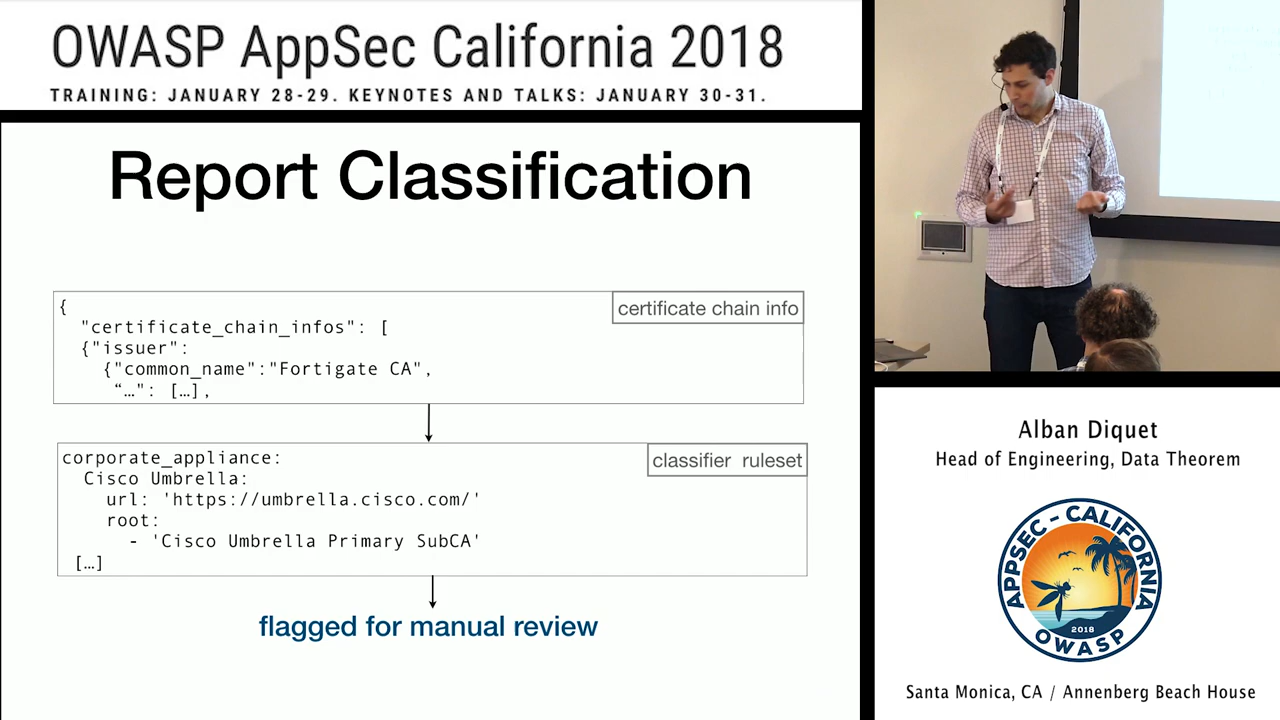 OWASP AppSec California 2018
TRAINING: JANUARY 28-29. KEYNOTES AND TALKS: JANUARY 30-31.
Report Classification
certificate chain info
{
"certificate_chain_infos": [
{"issuer":
{"common_name":"Fortigate CA",
“…”: […],
classifier ruleset
corporate_appliance:
Cisco Umbrella:
url: 'https://umbrella.cisco.com/'
root:
- 'Cisco Umbrella Primary SubCA'
[…]
flagged for manual review
Alban Diquet
Head of Engineering, Data Theorem
APPSEC - CALIFORNIA
2018
OWASP
Santa Monica, CA / Annenberg Beach House